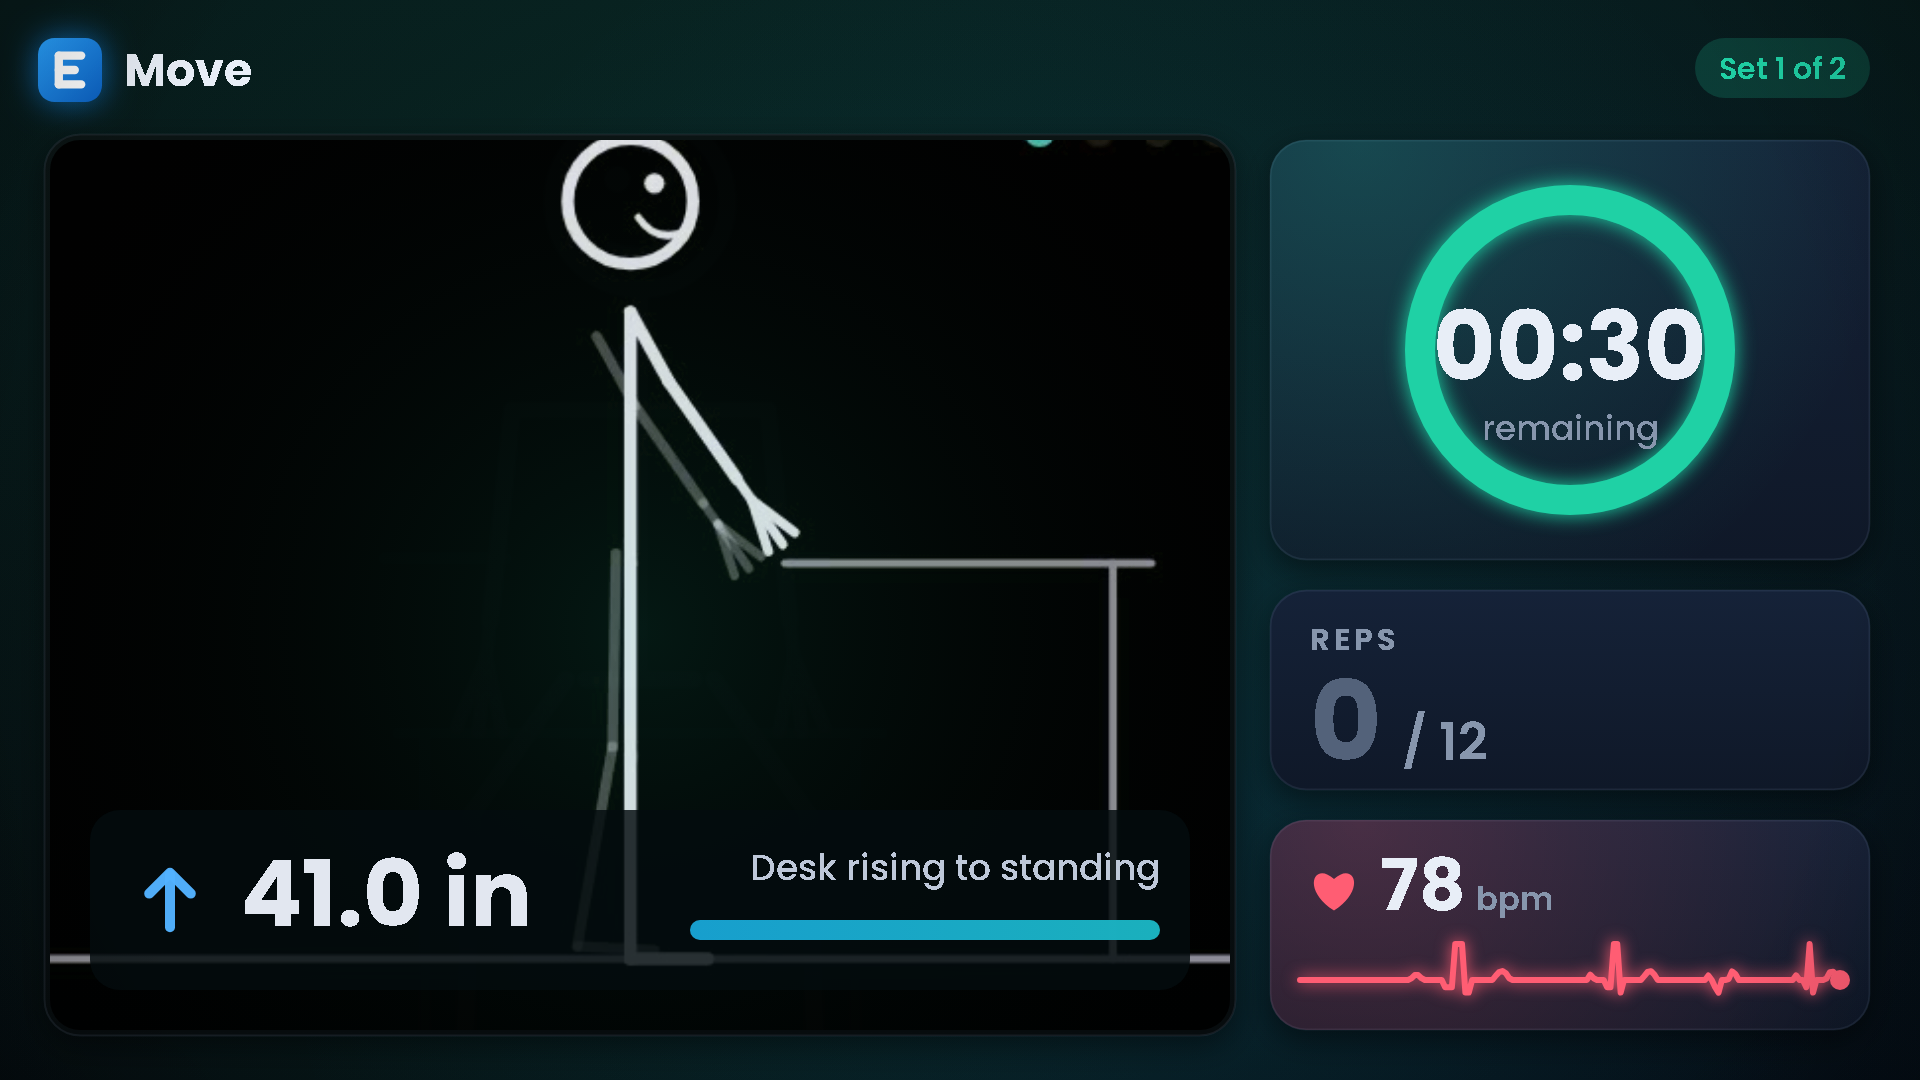 E Move
Set 1 of 2
00:30
remaining
REPS
0 / 12
41.0 in
Desk rising to standing
78 bpm